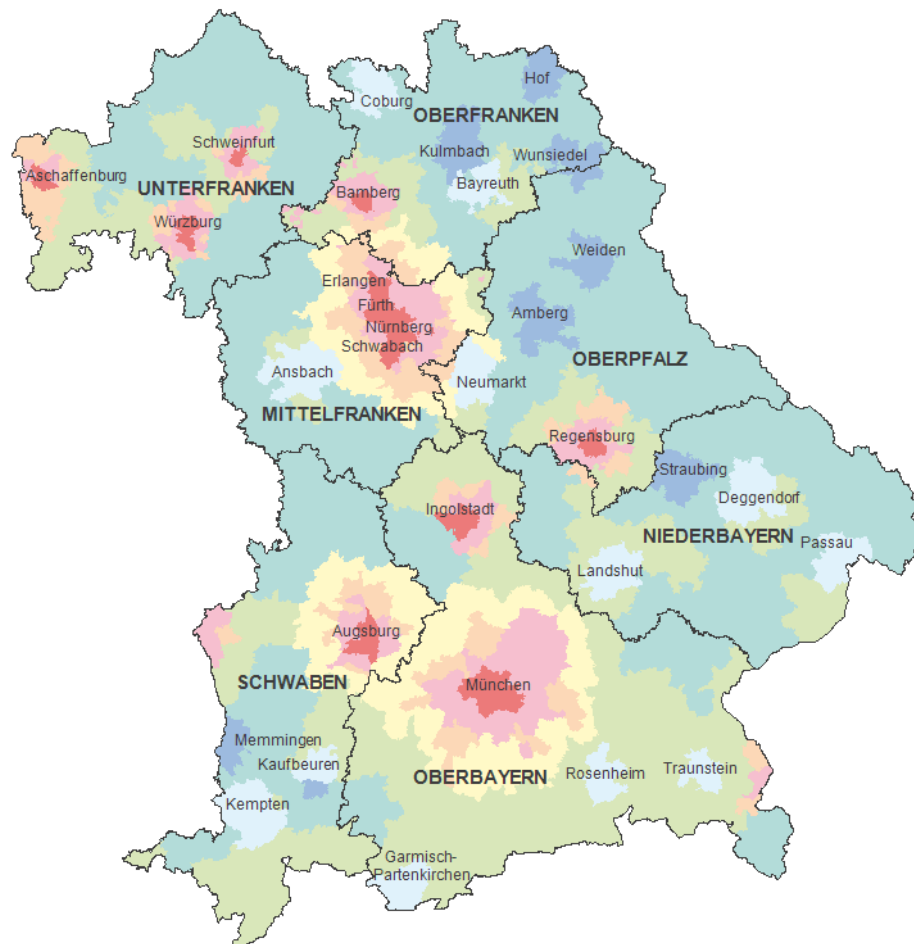 Hof
Coburg
OBERFRANKEN
Schweinfurt
Kulmbach
Wunsiedel
Aschaffenburg
Bayreuth
UNTERFRANKEN
Bamberg
Würzburg
Weiden
Erlangen
Fürth
Amberg
Nürnberg
Schwabach
OBERPFALZ
Ansbach
Neumarkt
MITTELFRANKEN
Regensburg
Straubing
Deggendorf
Ingolstadt
NIEDERBAYERN
Passau
Landshut
Augsburg
SCHWABEN
München
Memmingen
Kaufbeuren
OBERBAYERN
Rosenheim
Traunstein
Kempten
Garmisch-
Partenkirchen